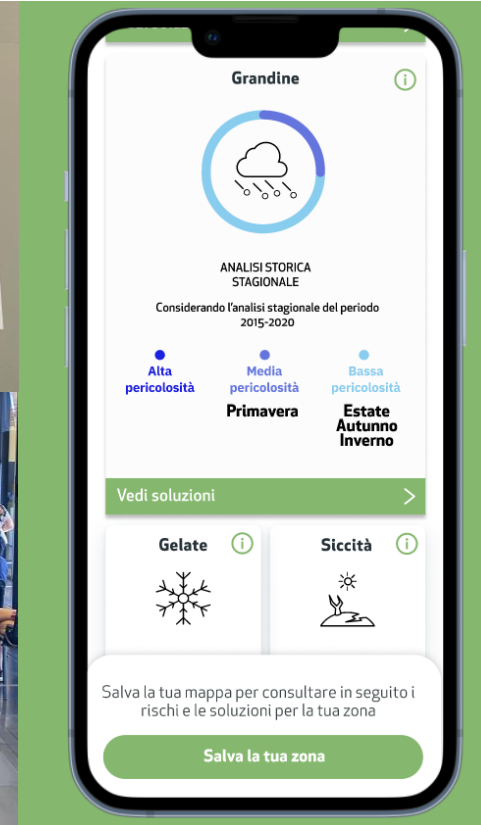 Grandine
ANALISI STORICA
STAGIONALE
Considerando l'analisi stagionale del periodo
2015-2020
Alta
pericolosità
Media
pericolosità
Primavera
Bassa
pericolosità
Estate
Autunno
Inverno
Vedi soluzioni
Gelate
Siccità
Salva la tua mappa per consultare in seguito i
rischi e le soluzioni per la tua zona
Salva la tua zona